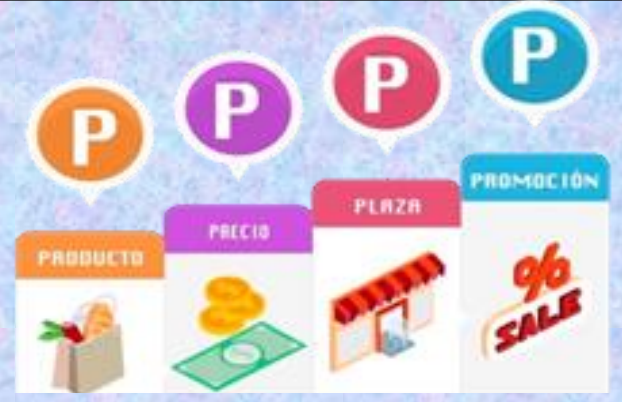 P
P
P
P
PRODUCTO
PRECIO
PLAZA
PROMOCIÓN
%
SALE